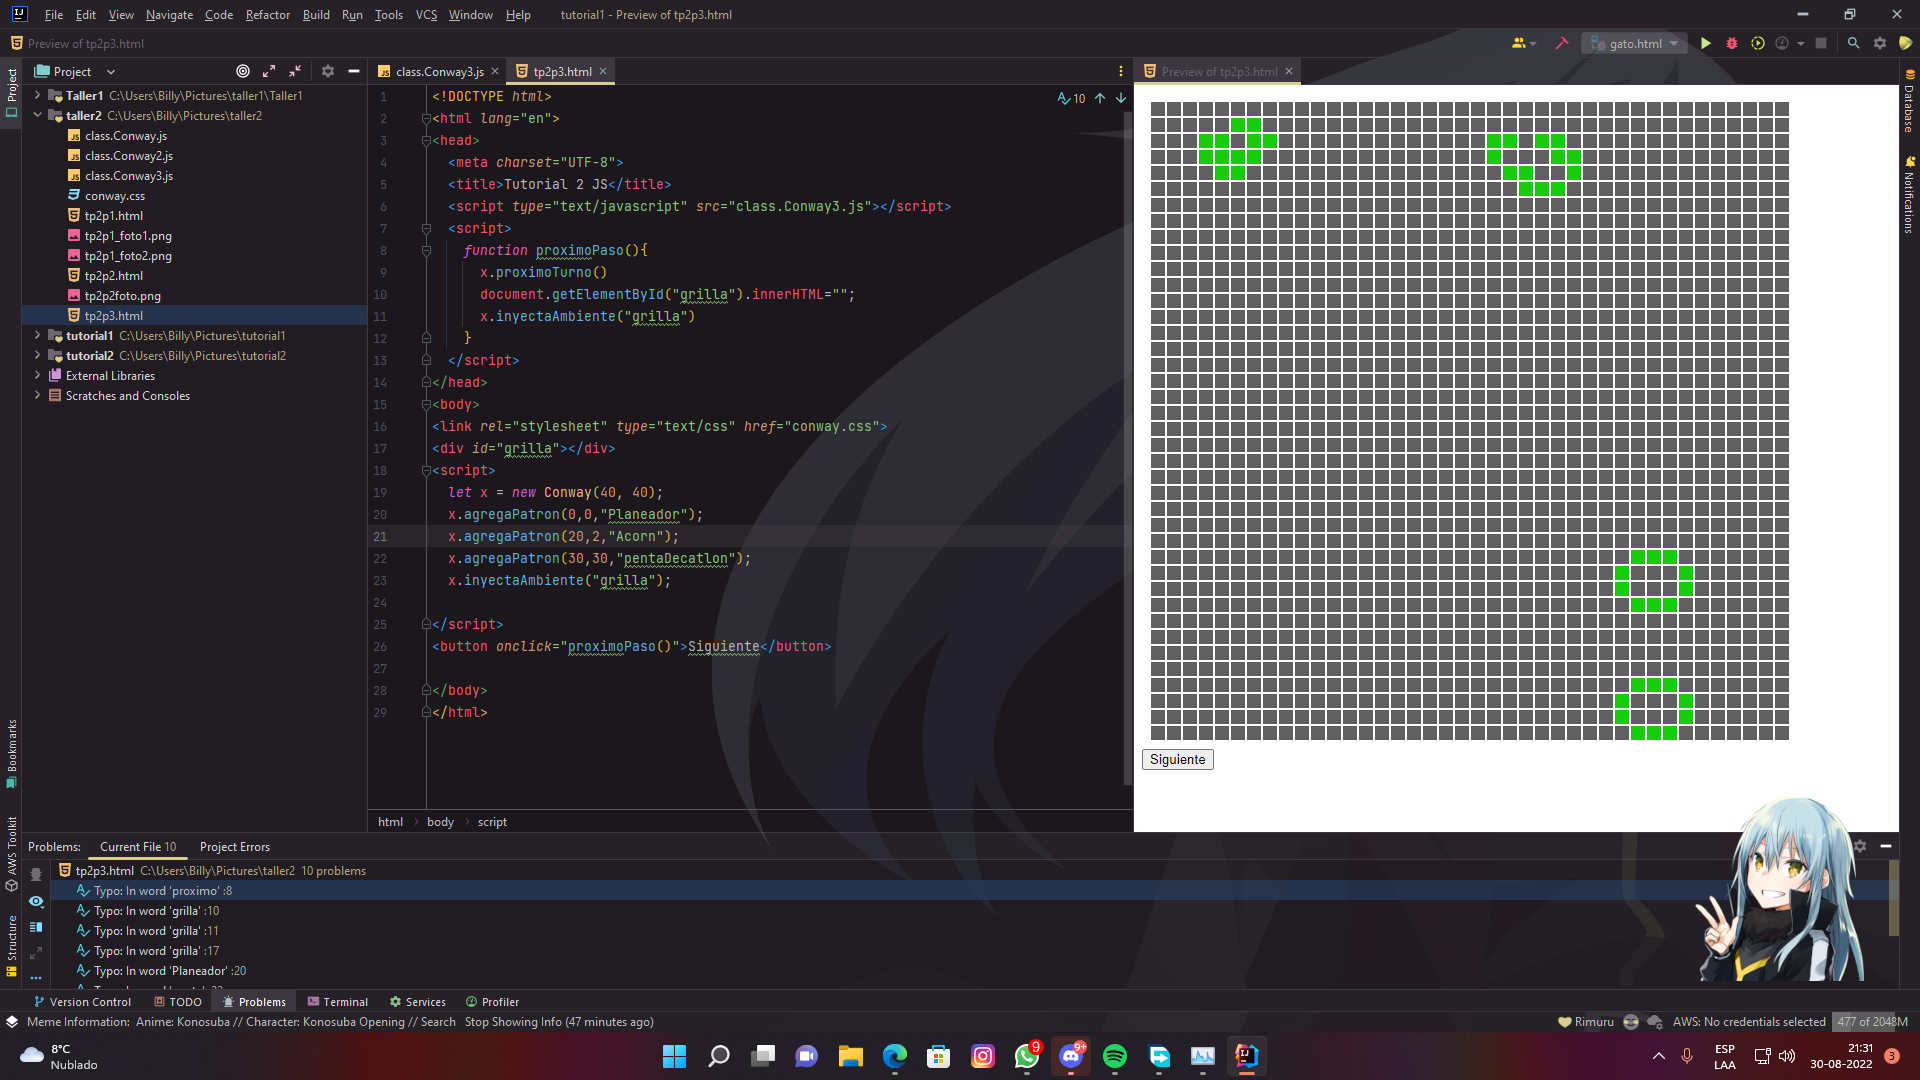 File Edit View Navigate Code Refactor Build Run Tools VCS Window Help tutorial1 - Preview of tp2p3.html
Preview of tp2p3.html
gato.html
Project
Project
class.Conway3.js
tp2p3.html
Preview of tp2p3.html
Taller1 C:\Users\Billy\Pictures\taller1\Taller1
taller2 C:\Users\Billy\Pictures\taller2
class.Conway.js
class.Conway2.js
class.Conway3.js
conway.css
tp2p1.html
tp2p1_foto1.png
tp2p1_foto2.png
tp2p2.html
tp2p2foto.png
tp2p3.html
tutorial1 C:\Users\Billy\Pictures\tutorial1
tutorial2 C:\Users\Billy\Pictures\tutorial2
External Libraries
Scratches and Consoles
10
1 <!DOCTYPE html>
2 <html lang="en">
3 <head>
4 <meta charset="UTF-8">
5 <title>Tutorial 2 JS</title>
6 <script type="text/javascript" src="class.Conway3.js"></script>
7 <script>
8 function proximoPaso(){
9 x.proximoTurno()
10 document.getElementById("grilla").innerHTML="";
11 x.inyectaAmbiente("grilla")
12 }
13 </script>
14 </head>
15 <body>
16 <link rel="stylesheet" type="text/css" href="conway.css">
17 <div id="grilla"></div>
18 <script>
19 let x = new Conway(40, 40);
20 x.agregaPatron(0,0,"Planeador");
21 x.agregaPatron(20,2,"Acorn");
22 x.agregaPatron(30,30,"pentaDecatlon");
23 x.inyectaAmbiente("grilla");
24
25 </script>
26 <button onclick="proximoPaso()">Siguiente</button>
27
28 </body>
29 </html>
html body script
Siguiente
Database
Notifications
Bookmarks
AWS Toolkit
Structure
Problems: Current File 10 Project Errors
tp2p3.html C:\Users\Billy\Pictures\taller2 10 problems
Typo: In word 'proximo' :8
Typo: In word 'grilla' :10
Typo: In word 'grilla' :11
Typo: In word 'grilla' :17
Typo: In word 'Planeador' :20
Version Control TODO Problems Terminal Services Profiler
Meme Information: Anime: Konosuba // Character: Konosuba Opening // Search Stop Showing Info (47 minutes ago)
Rimuru AWS: No credentials selected 477 of 2048M
8°C
Nublado
9
9+
ESP
LAA
21:31
30-08-2022
3